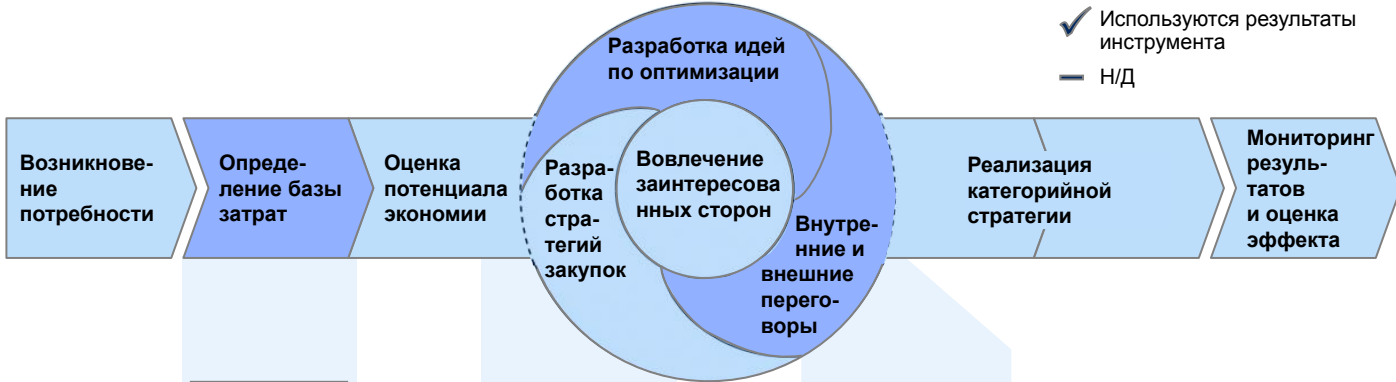 Используются результаты
инструмента
Н/Д
Возникнове-
ние
потребности
Опреде-
ление базы
затрат
Оценка
потенциала
экономии
Разработка идей
по оптимизации
Разра-
ботка
стра-
тегий
закупок
Вовлечение
заинтересова
нных сторон
Внутре-
нние и
внешние
перего-
воры
Реализация
категорийной
стратегии
Мониторинг
резуль-
татов
и оценка
эффекта